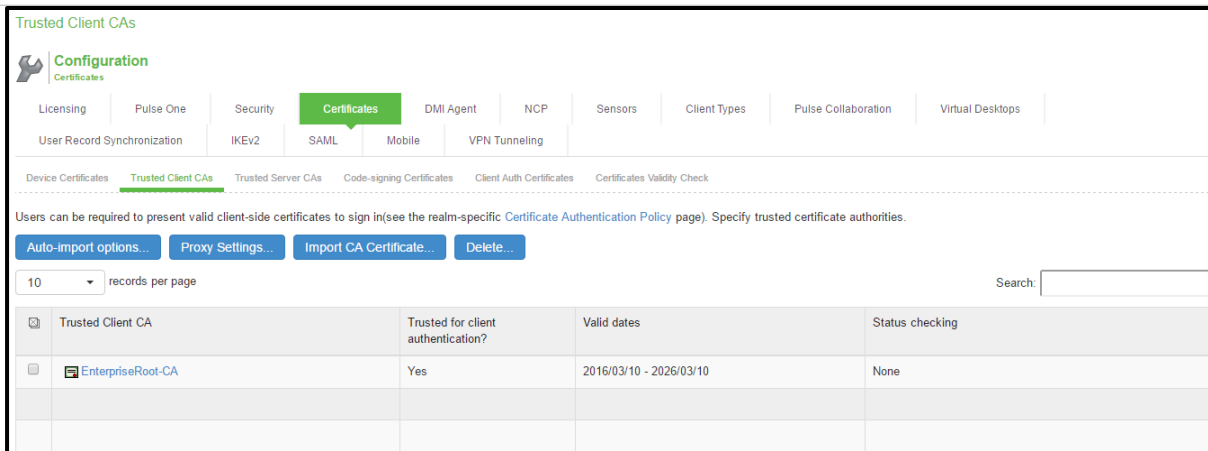 Trusted Client CAs
Configuration
Certificates
Licensing Pulse One Security Certificates DMI Agent NCP Sensors Client Types Pulse Collaboration Virtual Desktops
User Record Synchronization IKEv2 SAML Mobile VPN Tunneling
Device Certificates Trusted Client CAs Trusted Server CAs Code-signing Certificates Client Auth Certificates Certificates Validity Check
Users can be required to present valid client-side certificates to sign in(see the realm-specific Certificate Authentication Policy page). Specify trusted certificate authorities.
Auto-import options... Proxy Settings... Import CA Certificate... Delete...
10 records per page Search:
Trusted Client CA Trusted for client Valid dates Status checking
authentication?
EnterpriseRoot-CA Yes 2016/03/10 - 2026/03/10 None